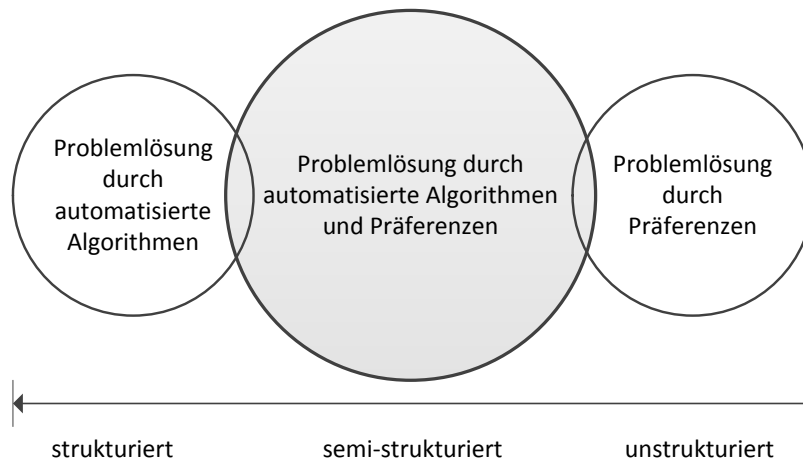 Problemlösung
durch
automatisierte
Algorithmen
Problemlösung durch
automatisierte Algorithmen
und Präferenzen
Problemlösung
durch
Präferenzen
strukturiert
semi-strukturiert
unstrukturiert